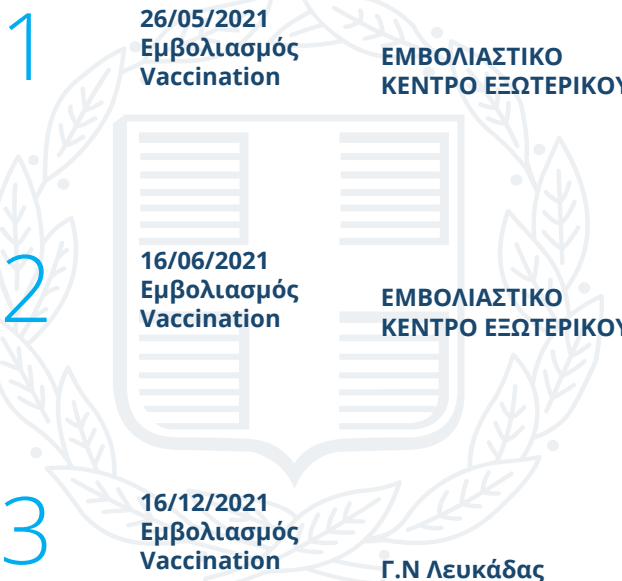 1
26/05/2021
Εμβολιασμός
Vaccination
ΕΜΒΟΛΙΑΣΤΙΚΟ
ΚΕΝΤΡΟ ΕΞΩΤΕΡΙΚΟΥ
2
16/06/2021
Εμβολιασμός
Vaccination
ΕΜΒΟΛΙΑΣΤΙΚΟ
ΚΕΝΤΡΟ ΕΞΩΤΕΡΙΚΟΥ
3
16/12/2021
Εμβολιασμός
Vaccination
Γ.Ν Λευκάδας